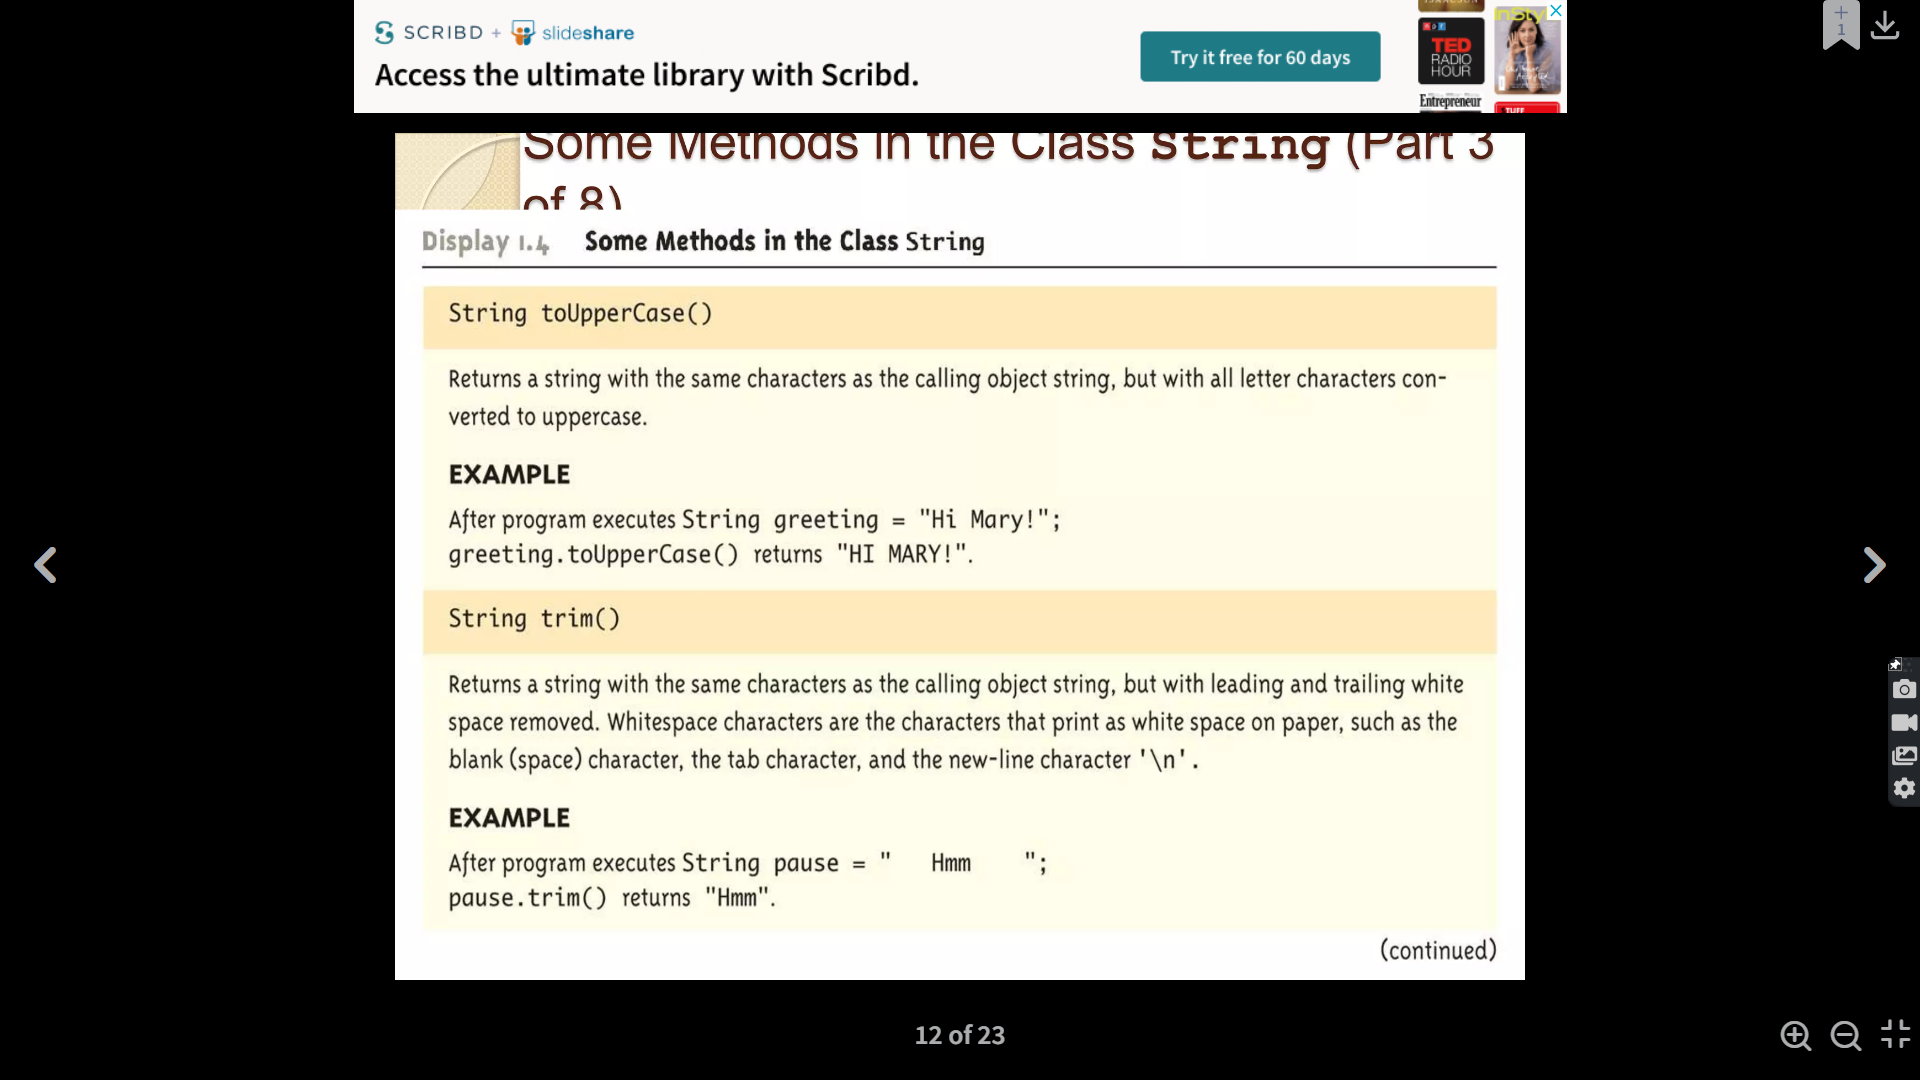 SCRIBD + slideshare
Access the ultimate library with Scribd.
Try it free for 60 days
TED
RADIO
HOUR
InStyl
Entrepreneur
+
1
Some Methods in the Class String (Part 3
of 8)
Display 1.4 Some Methods in the Class String
String toUpperCase()
Returns a string with the same characters as the calling object string, but with all letter characters con-
verted to uppercase.
EXAMPLE
After program executes String greeting = "Hi Mary!";
greeting.toUpperCase() returns "HI MARY!".
String trim()
Returns a string with the same characters as the calling object string, but with leading and trailing white
space removed. Whitespace characters are the characters that print as white space on paper, such as the
blank (space) character, the tab character, and the new-line character '\n'.
EXAMPLE
After program executes String pause = "   Hmm    ";
pause.trim() returns "Hmm".
(continued)
12 of 23